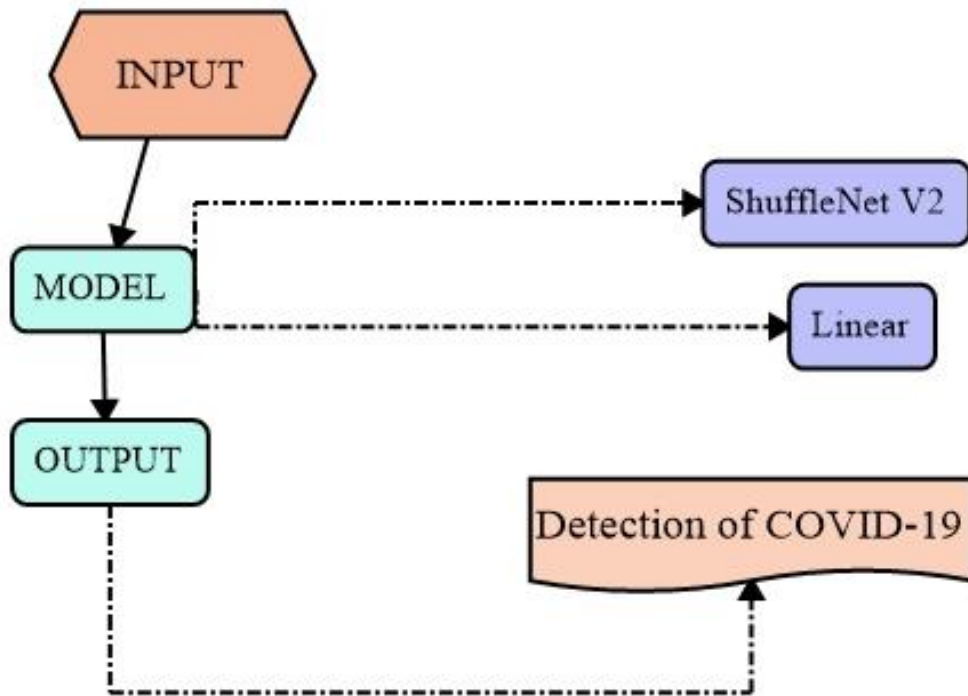 INPUT
ShuffleNet V2
MODEL
Linear
OUTPUT
Detection of COVID-19